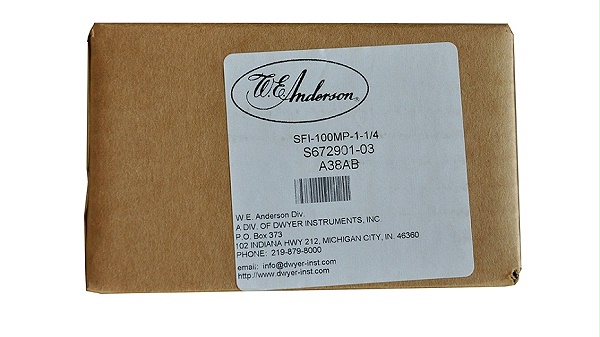 W.E. Anderson®
SFI-100MP-1-1/4
S672901-03
A38AB
W E. Anderson Div.
A DIV. OF DWYER INSTRUMENTS, INC.
P.O. Box 373
102 INDIANA HWY 212, MICHIGAN CITY, IN. 46360
PHONE: 219-879-8000
email: info@dwyer-inst.com
http://www.dwyer-inst.com